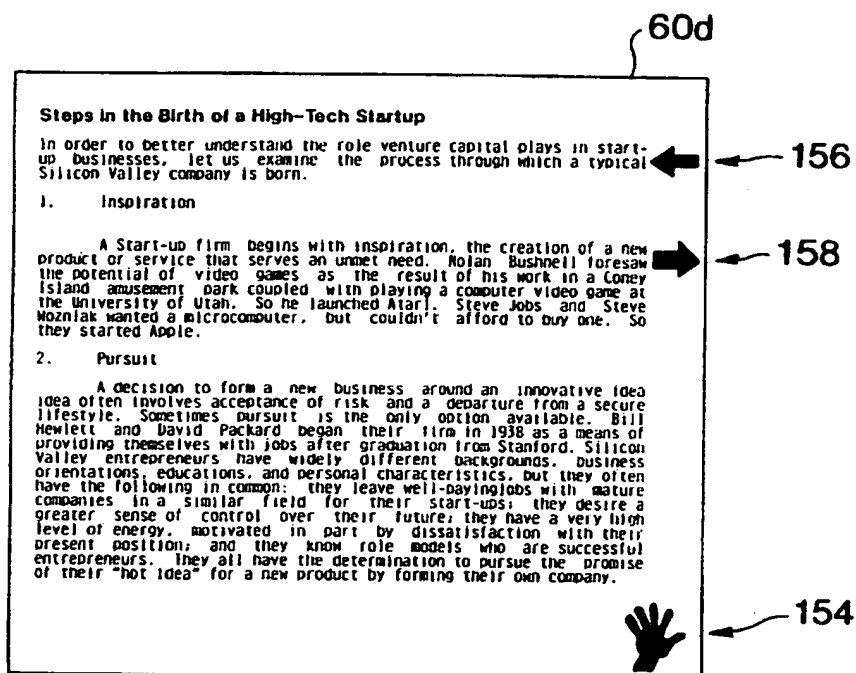 60d
Steps in the Birth of a High-Tech Startup
In order to better understand the role venture capital plays in start-
up businesses, let us examine the process through which a typical
Silicon Valley company is born.
156
1. Inspiration
A Start-up firm begins with inspiration, the creation of a new
product or service that serves an unmet need. Nolan Bushnell foresaw
158
the potential of video games as the result of his work in a Coney
Island amusement park coupled with playing a computer video game at
the University of Utah. So he launched Atari. Steve Jobs and Steve
Wozniak wanted a microcomputer, but couldn't afford to buy one. So
they started Apple.
2. Pursuit
A decision to form a new business around an innovative idea
idea often involves acceptance of risk and a departure from a secure
lifestyle. Sometimes pursuit is the only option available. Bill
Hewlett and David Packard began their firm in 1938 as a means of
providing themselves with jobs after graduation from Stanford. Silicon
Valley entrepreneurs have widely different backgrounds, business
orientations, educations, and personal characteristics, but they often
have the following in common: they leave well-payingjobs with mature
companies in a similar field for their start-ups; they desire a
greater sense of control over their future; they have a very high
level of energy, motivated in part by dissatisfaction with their
present position; and they know role models who are successful
entrepreneurs. They all have the determination to pursue the promise
of their "hot idea" for a new product by forming their own company.
154